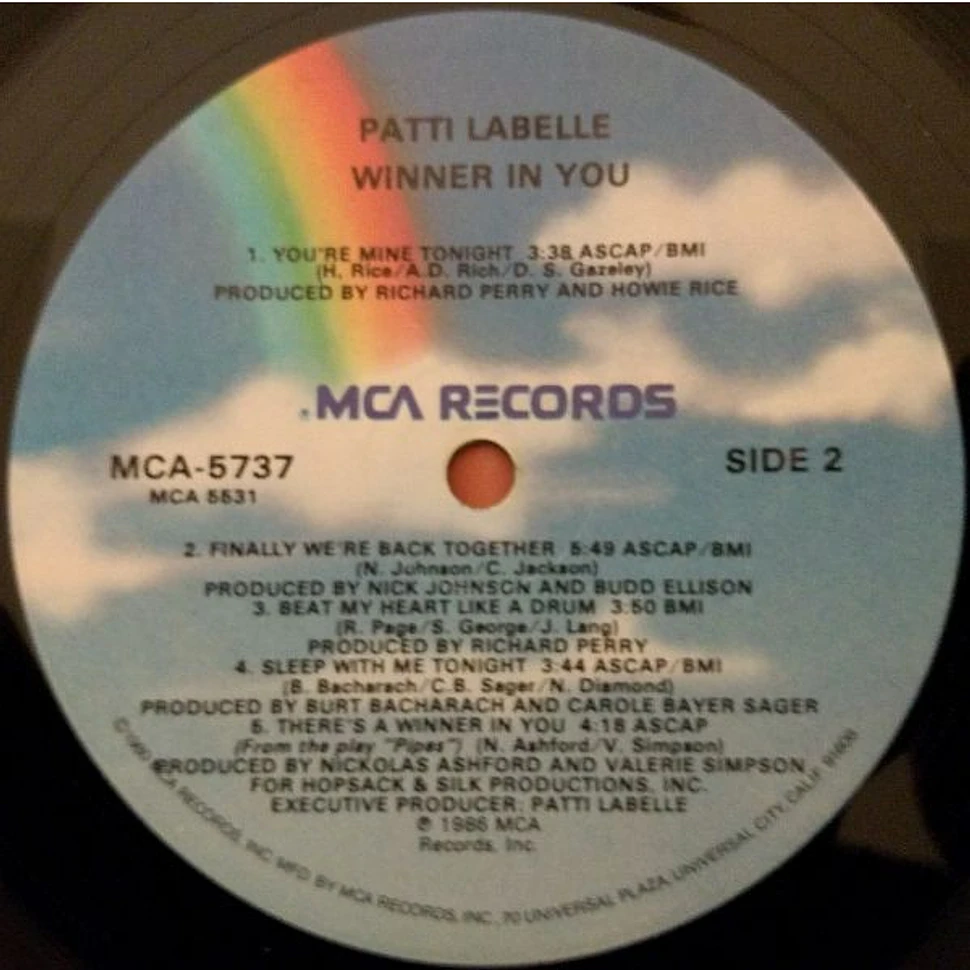 PATTI LABELLE
WINNER IN YOU
1. YOU'RE MINE TONIGHT 3:38 ASCAP/BMI
(H. Rice/A.D. Rich/D. S. Gazeley)
PRODUCED BY RICHARD PERRY AND HOWIE RICE
MCA RECORDS
MCA-5737
MCA 5531
SIDE 2
2. FINALLY WE'RE BACK TOGETHER 5:49 ASCAP/BMI
(N. Johnson/C. Jackson)
PRODUCED BY NICK JOHNSON AND BUDD ELLISON
3. BEAT MY HEART LIKE A DRUM 3:50 BMI
(R. Page/S. George/J. Lang)
PRODUCED BY RICHARD PERRY
4. SLEEP WITH ME TONIGHT 3:44 ASCAP/BMI
(B. Bacharach/C.B. Sager/N. Diamond)
PRODUCED BY BURT BACHARACH AND CAROLE BAYER SAGER
5. THERE'S A WINNER IN YOU 4:18 ASCAP
(From the play "Pipes") (N. Ashford/V. Simpson)
PRODUCED BY NICKOLAS ASHFORD AND VALERIE SIMPSON
FOR HOPSACK & SILK PRODUCTIONS, INC.
EXECUTIVE PRODUCER: PATTI LABELLE
℗ 1986 MCA
Records, Inc.
MCA RECORDS, INC. MFD. BY MCA RECORDS, INC., 70 UNIVERSAL PLAZA, UNIVERSAL CITY, CALIF.